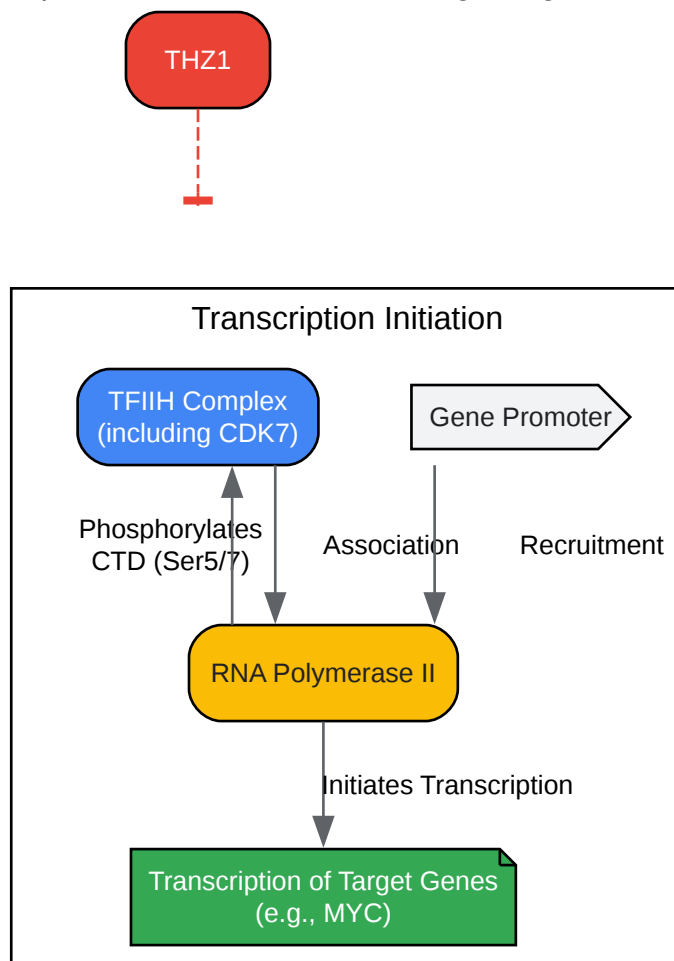 THZ1
Transcription Initiation
TFIIH Complex
(including CDK7)
Gene Promoter
Phosphorylates
CTD (Ser5/7)
Association
Recruitment
RNA Polymerase II
Initiates Transcription
Transcription of Target Genes
(e.g., MYC)